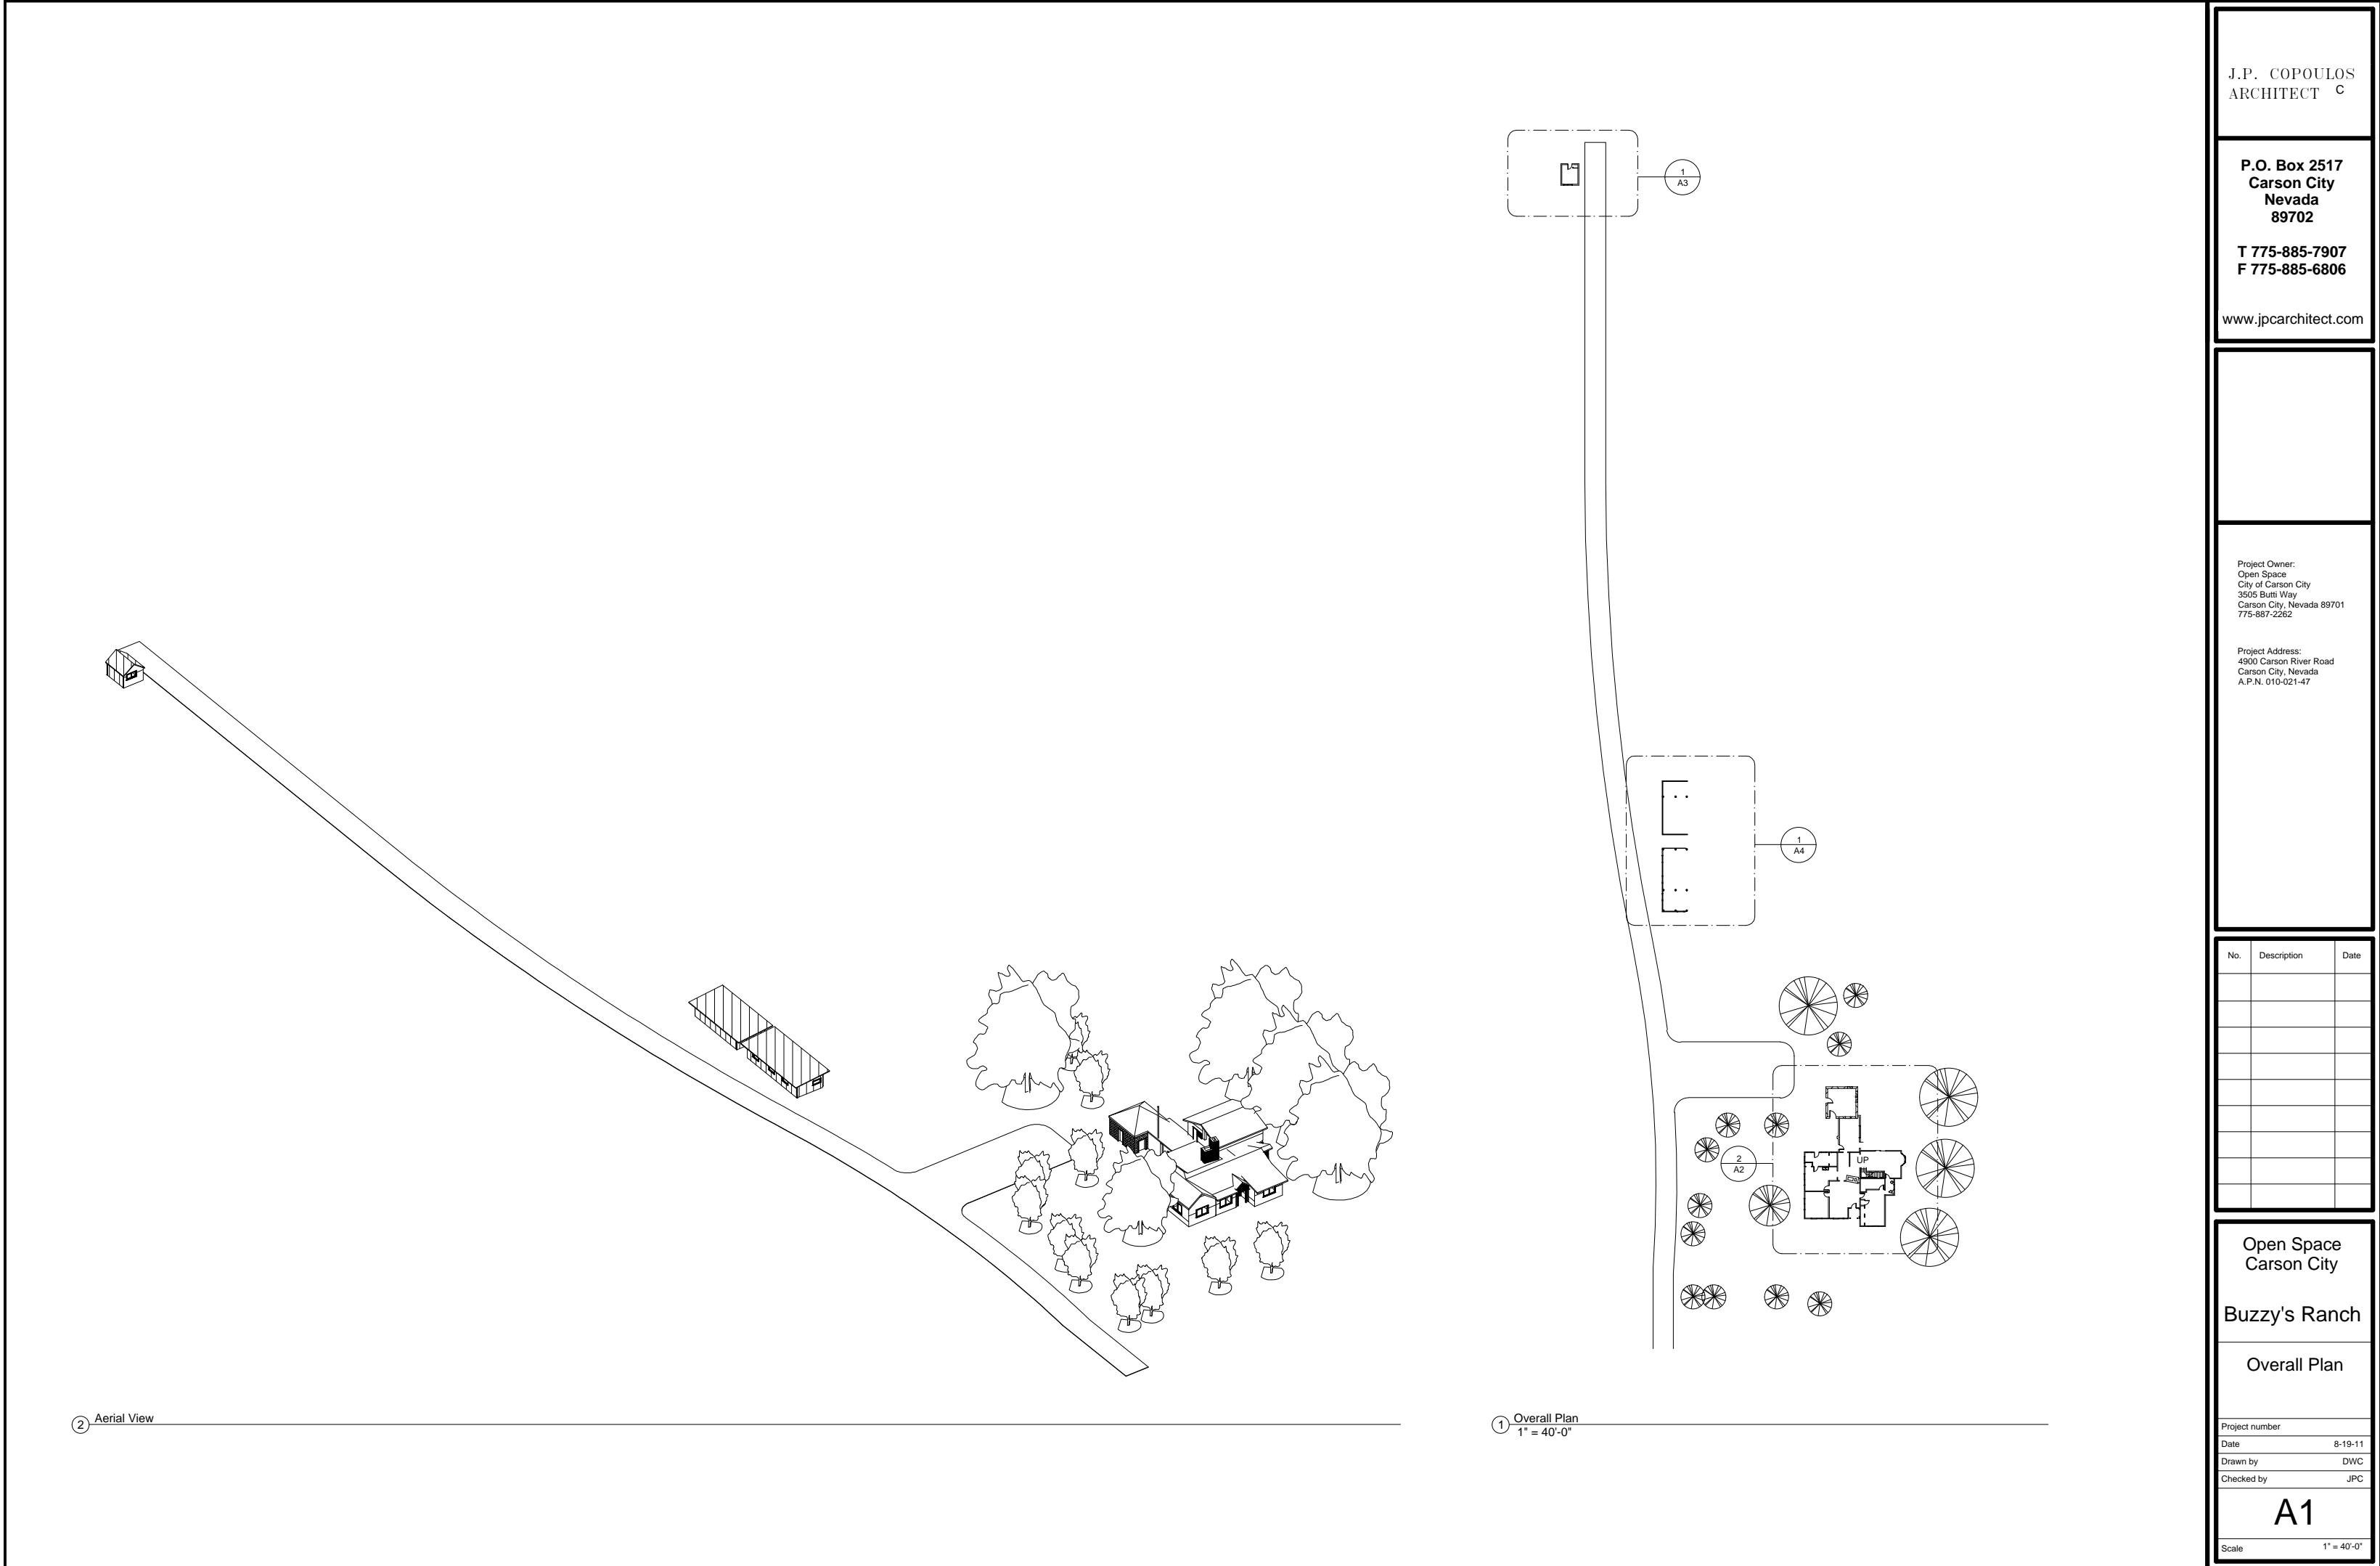 J.P. COPOULOS
ARCHITECT C
P.O. Box 2517
Carson City
Nevada
89702
T 775-885-7907
F 775-885-6806
www.jpcarchitect.com
Project Owner:
Open Space
City of Carson City
3505 Butti Way
Carson City, Nevada 89701
775-887-2262
Project Address:
4900 Carson River Road
Carson City, Nevada
A.P.N. 010-021-47
No. Description Date
Open Space
Carson City
Buzzy's Ranch
Overall Plan
Project number
Date 8-19-11
Drawn by DWC
Checked by JPC
A1
Scale 1" = 40'-0"
1
A3
1
A4
2
A2
UP
2 Aerial View
1 Overall Plan
1" = 40'-0"